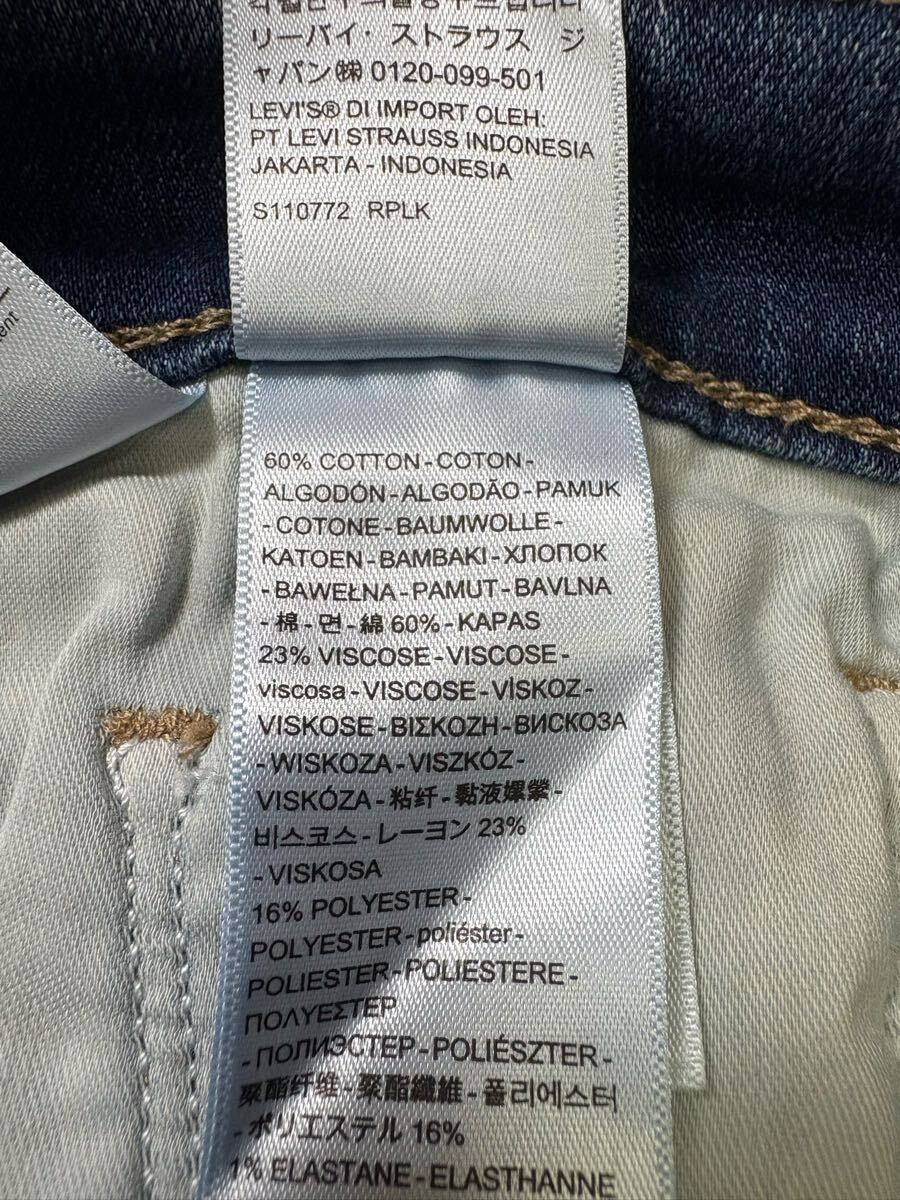 リーバイ・ストラウス ジ
ャパン㈱ 0120-099-501
LEVI'S® DI IMPORT OLEH:
PT LEVI STRAUSS INDONESIA
JAKARTA - INDONESIA
S110772 RPLK
60% COTTON - COTON -
ALGODÓN - ALGODÃO - PAMUK
- COTONE - BAUMWOLLE -
KATOEN - BAMBAKI - ХЛОПОК
- BAWEŁNA - PAMUT - BAVLNA
- 棉 - 면 - 綿 60% - KAPAS
23% VISCOSE - VISCOSE -
viscosa - VISCOSE - VİSKOZ -
VISKOSE - ΒΙΣΚΟΖΗ - ВИСКОЗА
- WISKOZA - VISZKÓZ -
VISKÓZA - 粘纤 - 黏液嫘縈 -
비스코스 - レーヨン 23%
- VISKOSA
16% POLYESTER -
POLYESTER - poliéster -
POLIESTER - POLIESTERE -
ΠΟΛΥΕΣΤΕΡ
- ПОЛИЭСТЕР - POLIÉSZTER -
聚酯纤维 - 聚酯纖維 - 폴리에스터
- ポリエステル 16%
1% ELASTANE - ELASTHANNE